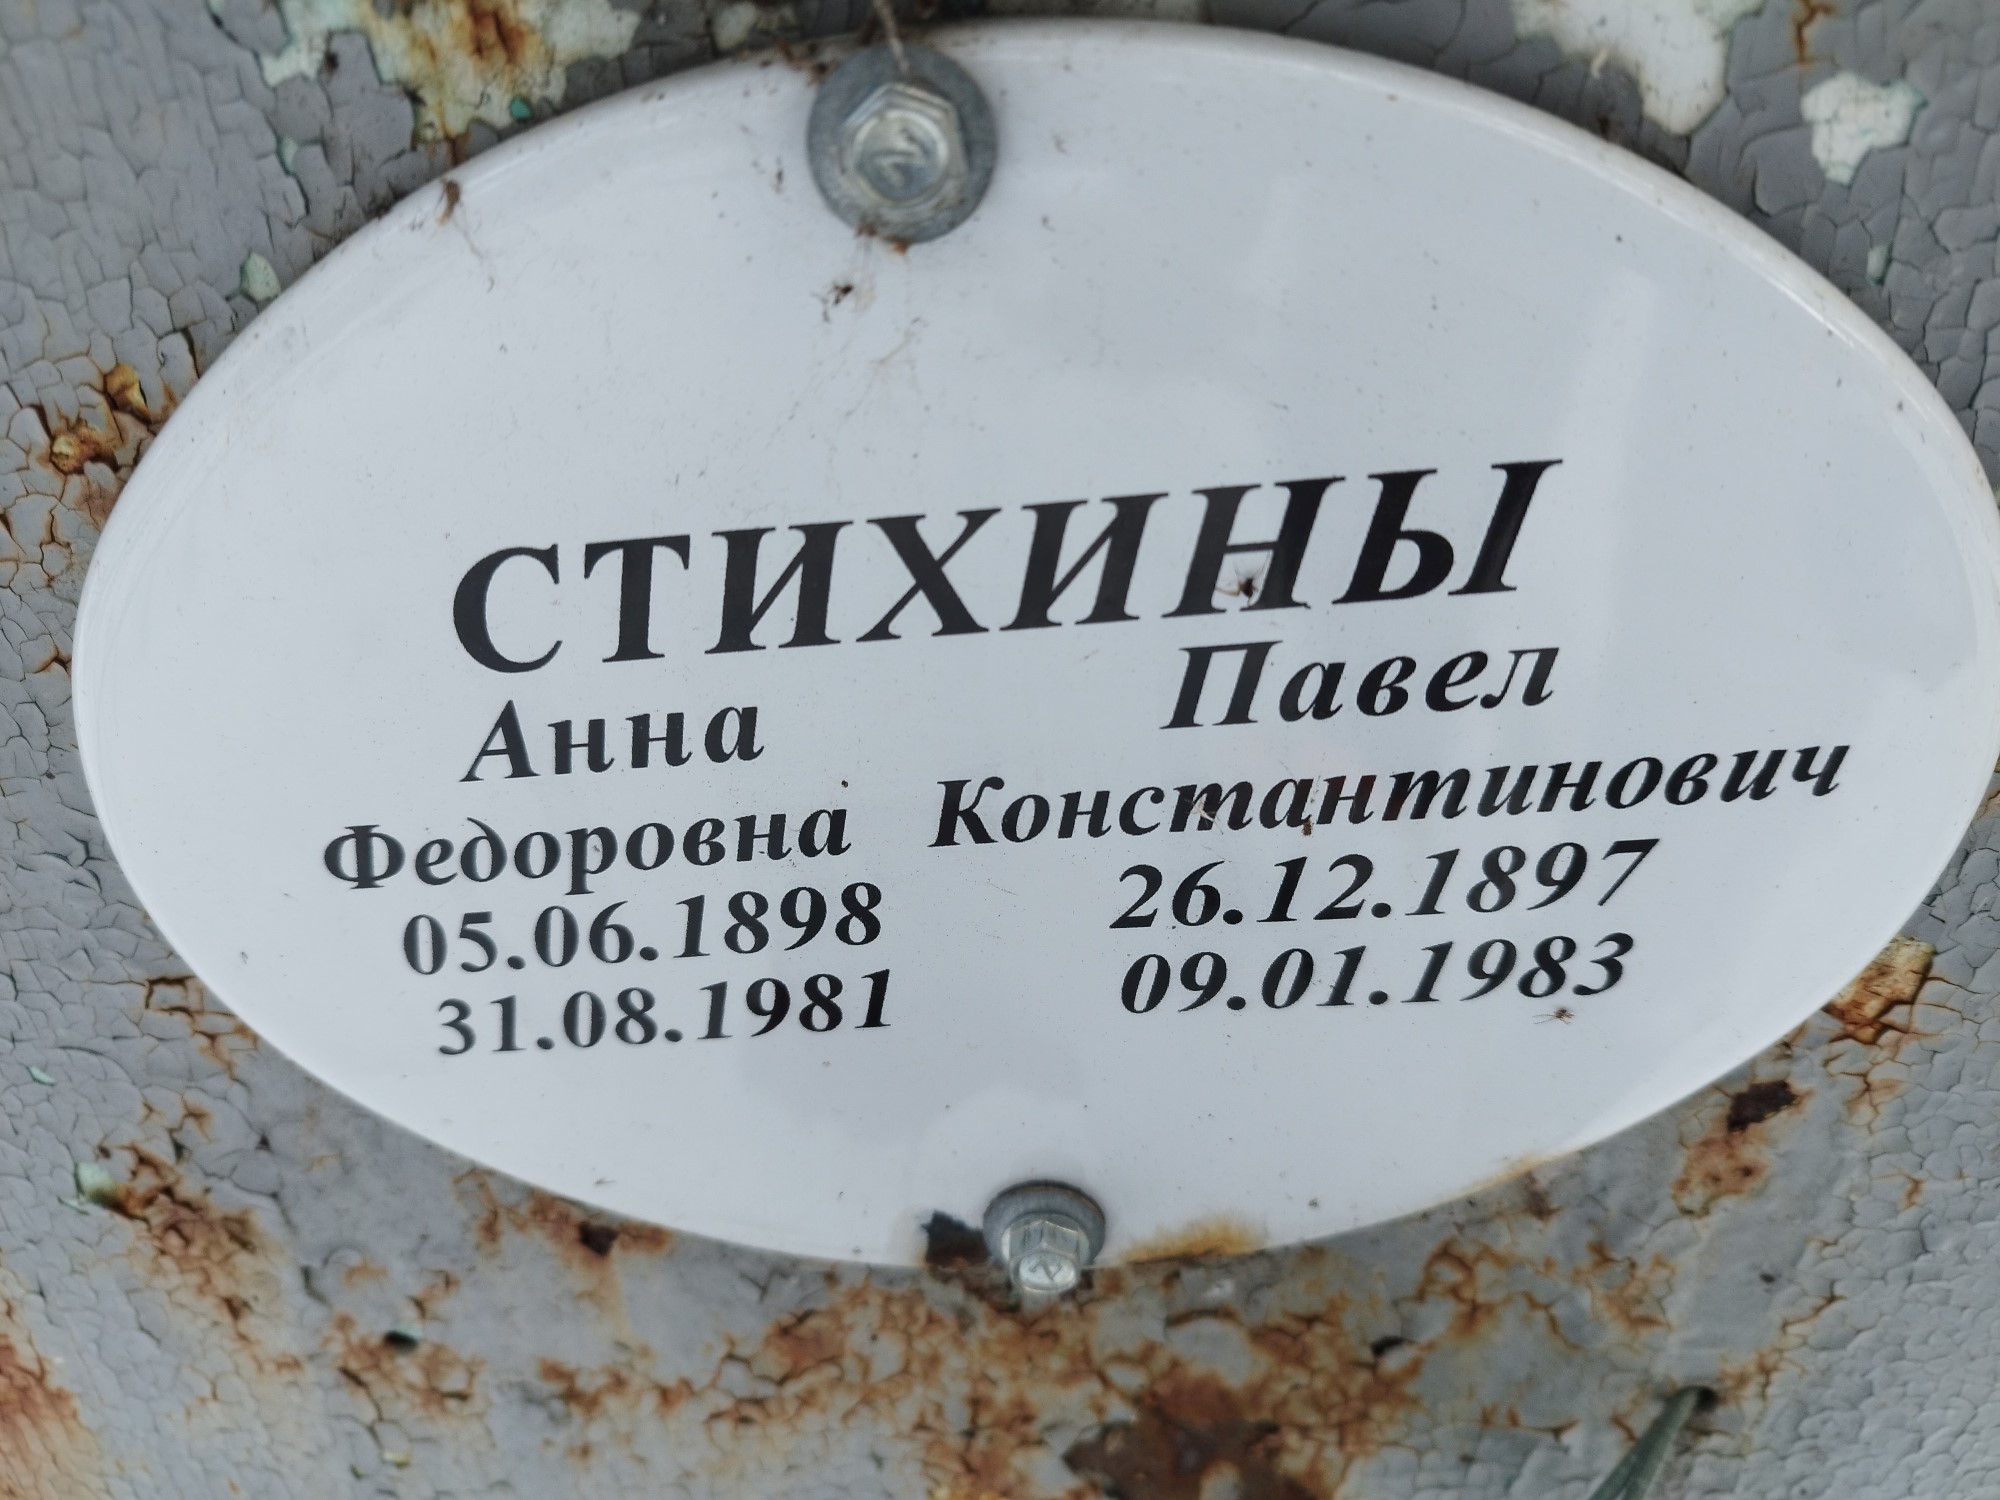 СТИХИНЫ
Анна Павел
Федоровна Константинович
05.06.1898 26.12.1897
31.08.1981 09.01.1983